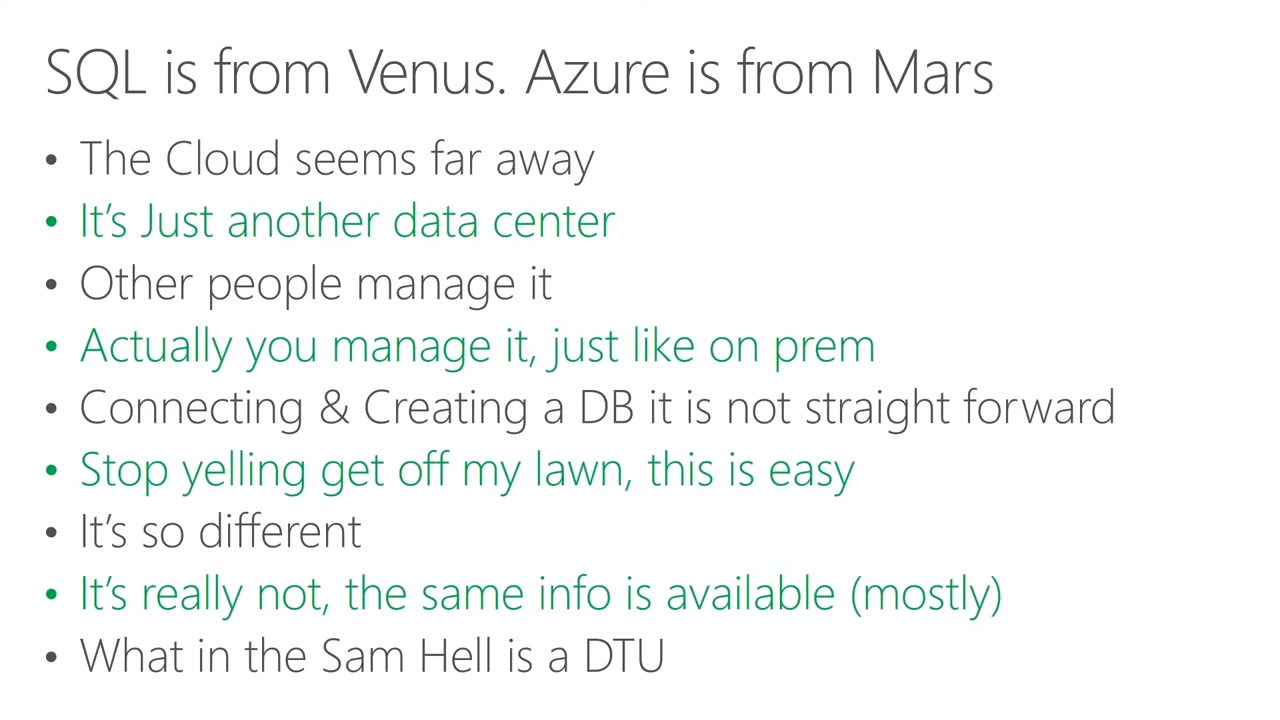 SQL is from Venus. Azure is from Mars
• The Cloud seems far away
• It's Just another data center
• Other people manage it
• Actually you manage it, just like on prem
• Connecting & Creating a DB it is not straight forward
• Stop yelling get off my lawn, this is easy
• It's so different
• It's really not, the same info is available (mostly)
• What in the Sam Hell is a DTU